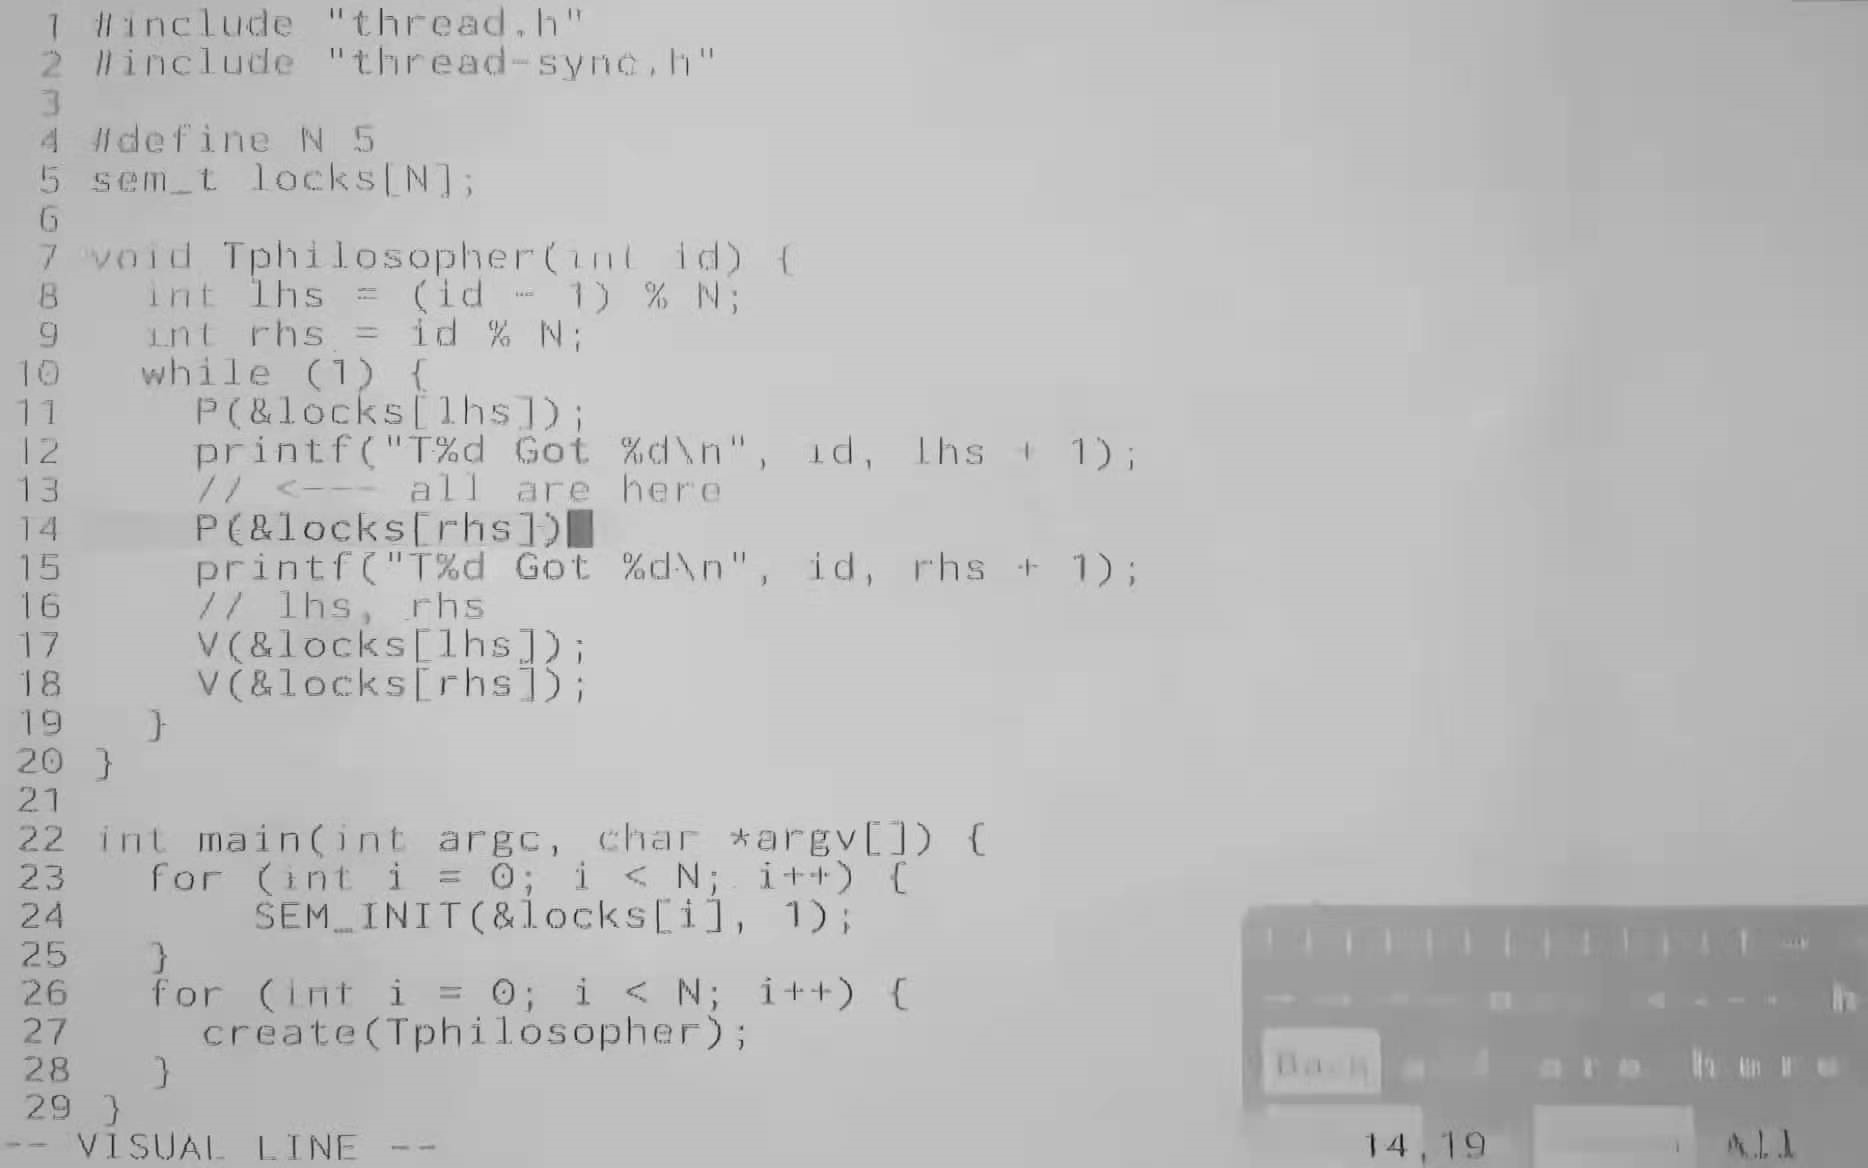 1 #include "thread.h"
2 #include "thread-sync.h"
3
4 #define N 5
5 sem_t locks[N];
6
7 void Tphilosopher(int id) {
8   int lhs = (id - 1) % N;
9   int rhs = id % N;
10   while (1) {
11     P(&locks[lhs]);
12     printf("T%d Got %d\n", id, lhs + 1);
13     // <--- all are here
14     P(&locks[rhs])
15     printf("T%d Got %d\n", id, rhs + 1);
16     // lhs, rhs
17     V(&locks[lhs]);
18     V(&locks[rhs]);
19   }
20 }
21
22 int main(int argc, char *argv[]) {
23   for (int i = 0; i < N; i++) {
24       SEM_INIT(&locks[i], 1);
25   }
26   for (int i = 0; i < N; i++) {
27     create(Tphilosopher);
28   }
29 }
Back are here
-- VISUAL LINE -- 14,19 All